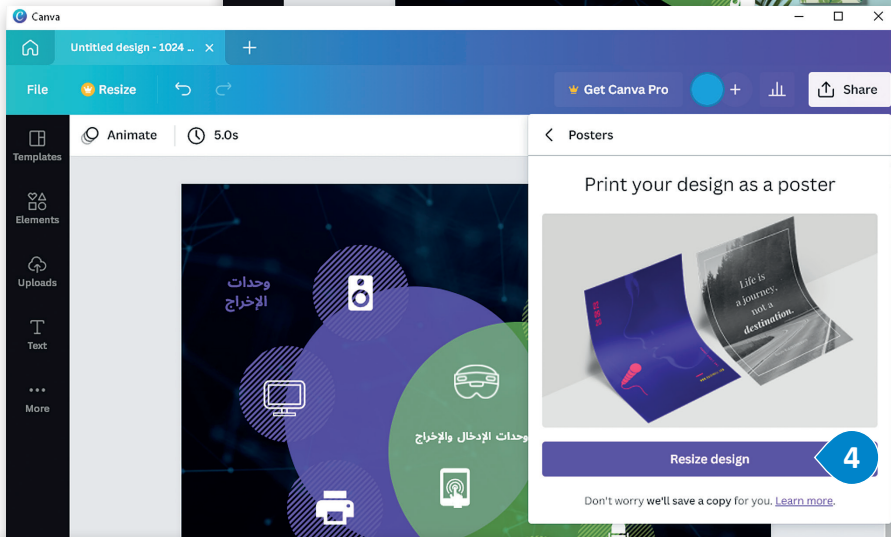 Canva
Untitled design - 1024 ...
File
Resize
Get Canva Pro
Share
Animate
5.0s
Templates
Elements
Uploads
Text
More
وحدات
الإخراج
وحدات الإدخال والإخراج
Posters
Print your design as a poster
Life is
a journey,
not a
destination.
Resize design
4
Don't worry we'll save a copy for you. Learn more.